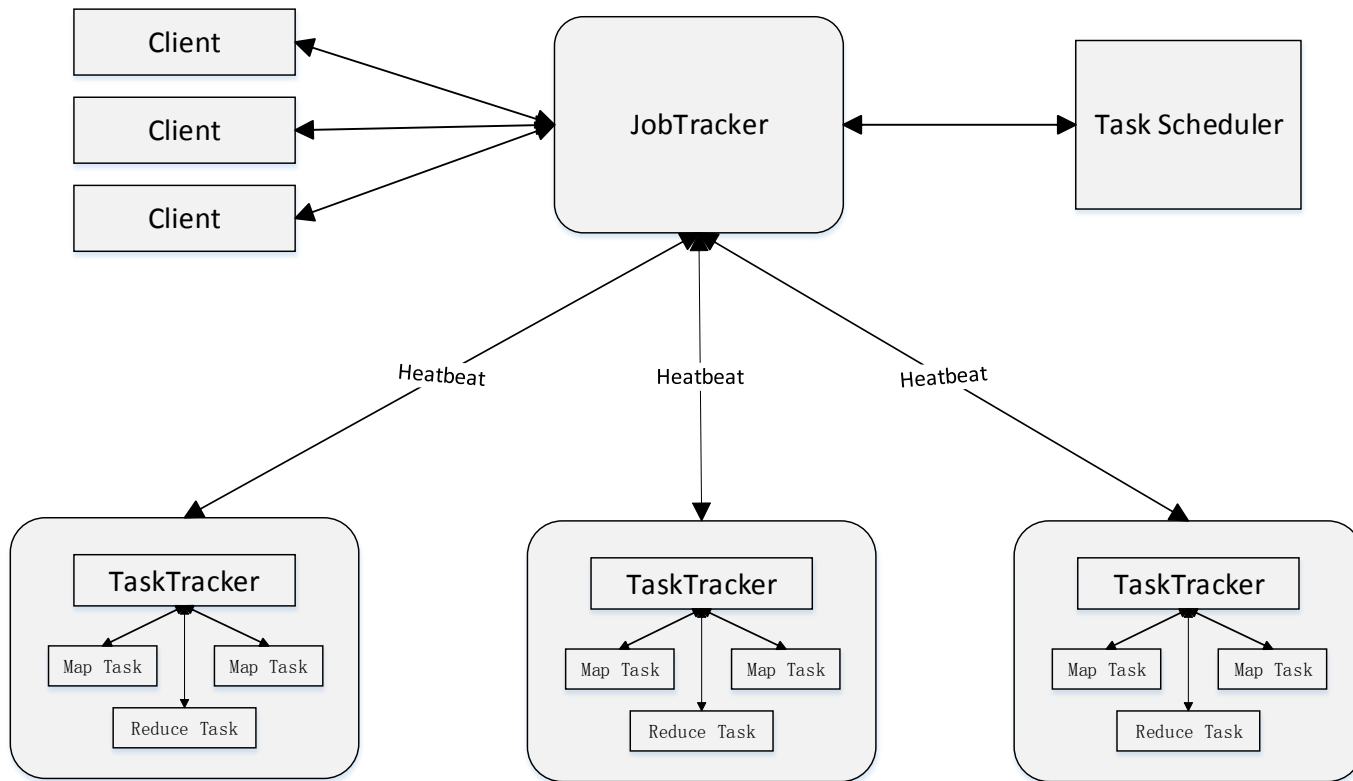 Client
Client
Client
JobTracker
Task Scheduler
Heatbeat
Heatbeat
Heatbeat
TaskTracker
Map Task
Map Task
Reduce Task
TaskTracker
Map Task
Map Task
Reduce Task
TaskTracker
Map Task
Map Task
Reduce Task